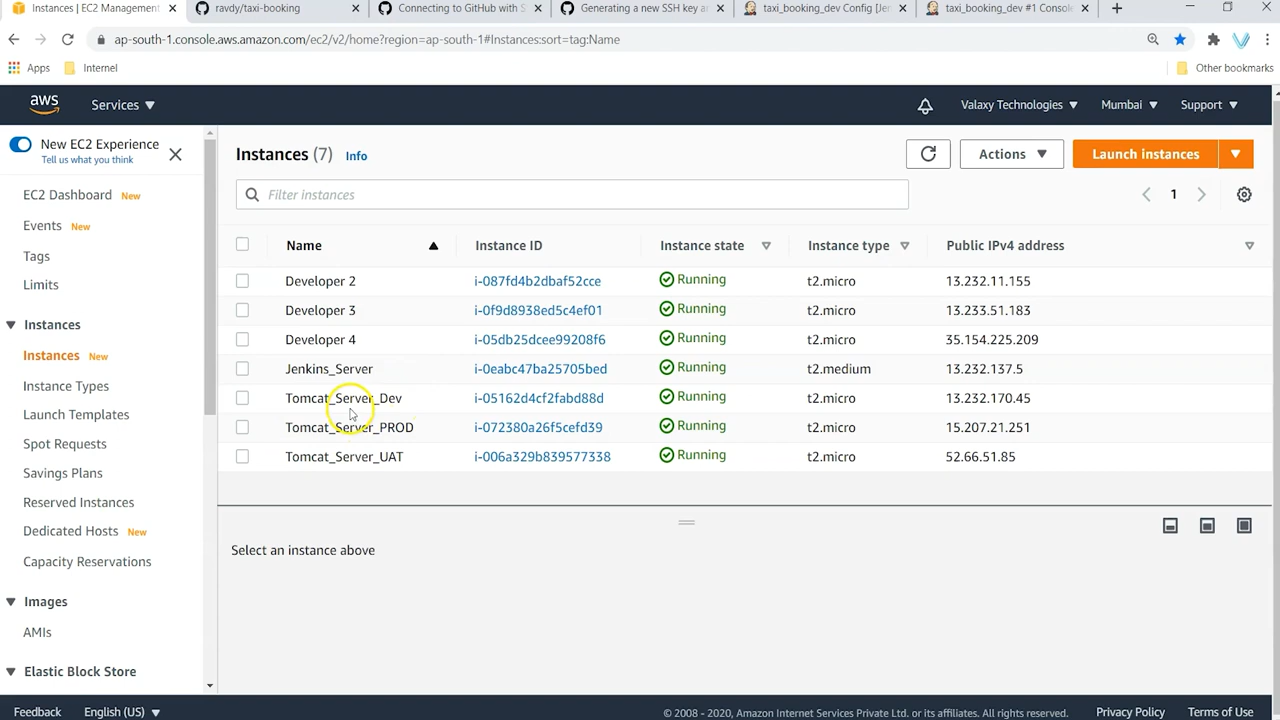 Instances | EC2 Management
ravdy/taxi-booking
Connecting to GitHub with S
Generating a new SSH key an
taxi_booking_dev Config [Jen
taxi_booking_dev #1 Console
ap-south-1.console.aws.amazon.com/ec2/v2/home?region=ap-south-1#Instances:sort=tag:Name
Apps
Internet
Other bookmarks
aws
Services
Valaxy Technologies
Mumbai
Support
New EC2 Experience
Tell us what you think
EC2 Dashboard New
Events New
Tags
Limits
Instances
Instances New
Instance Types
Launch Templates
Spot Requests
Savings Plans
Reserved Instances
Dedicated Hosts New
Capacity Reservations
Images
AMIs
Elastic Block Store
Instances (7) Info
Actions
Launch instances
Filter instances
1
Name Instance ID Instance state Instance type Public IPv4 address
Developer 2 i-087fd4b2dbaf52cce Running t2.micro 13.232.11.155
Developer 3 i-0f9d8938ed5c4ef01 Running t2.micro 13.233.51.183
Developer 4 i-05db25dcee99208f6 Running t2.micro 35.154.225.209
Jenkins_Server i-0eabc47ba25705bed Running t2.medium 13.232.137.5
Tomcat_Server_Dev i-05162d4cf2fabd88d Running t2.micro 13.232.170.45
Tomcat_Server_PROD i-072380a26f5cefd39 Running t2.micro 15.207.21.251
Tomcat_Server_UAT i-006a329b839577338 Running t2.micro 52.66.51.85
Select an instance above
Feedback
English (US)
© 2008 - 2020, Amazon Internet Services Private Ltd. or its affiliates. All rights reserved.
Privacy Policy
Terms of Use